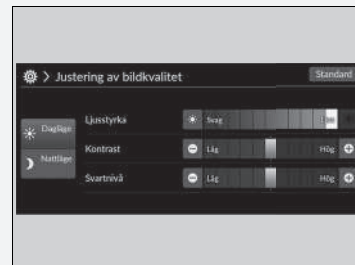 > Justering av bildkvalitet Standard
Dagläge
Nattläge
Ljusstyrka Svag
Kontrast Låg Hög
Svartnivå Låg Hög